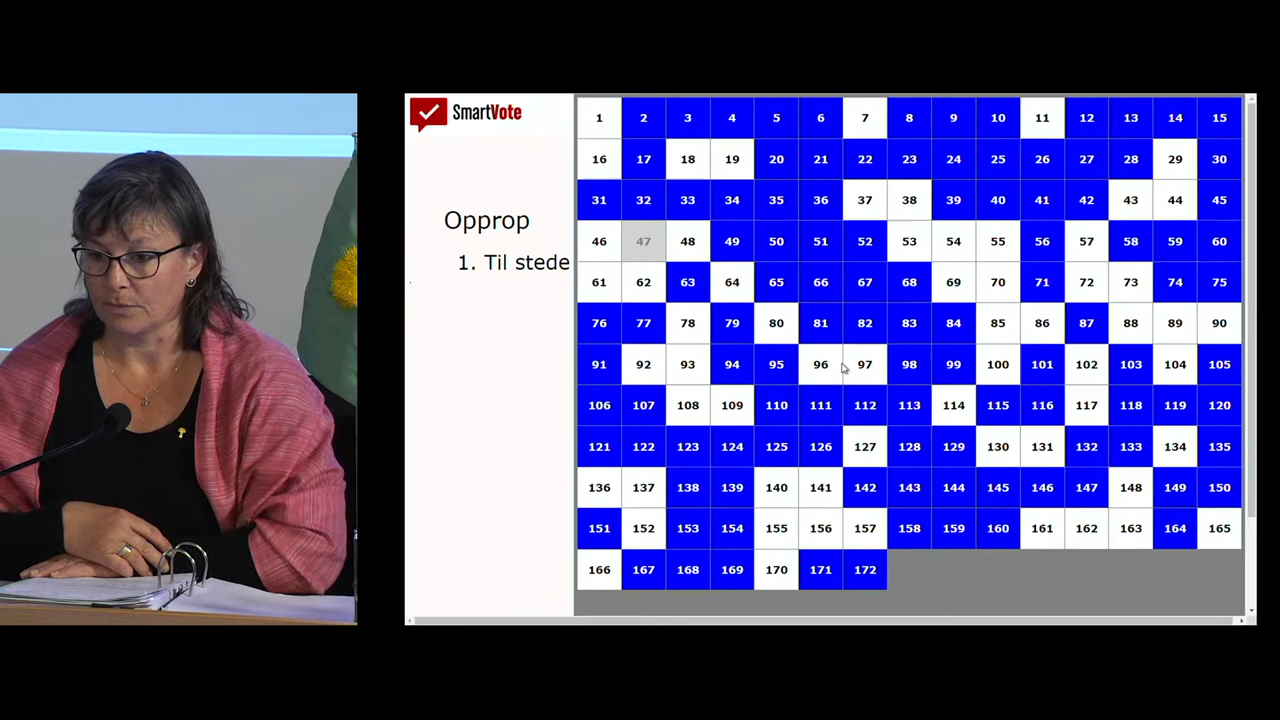 SmartVote
Opprop
1. Til stede
1 2 3 4 5 6 7 8 9 10 11 12 13 14 15
16 17 18 19 20 21 22 23 24 25 26 27 28 29 30
31 32 33 34 35 36 37 38 39 40 41 42 43 44 45
46 47 48 49 50 51 52 53 54 55 56 57 58 59 60
61 62 63 64 65 66 67 68 69 70 71 72 73 74 75
76 77 78 79 80 81 82 83 84 85 86 87 88 89 90
91 92 93 94 95 96 97 98 99 100 101 102 103 104 105
106 107 108 109 110 111 112 113 114 115 116 117 118 119 120
121 122 123 124 125 126 127 128 129 130 131 132 133 134 135
136 137 138 139 140 141 142 143 144 145 146 147 148 149 150
151 152 153 154 155 156 157 158 159 160 161 162 163 164 165
166 167 168 169 170 171 172